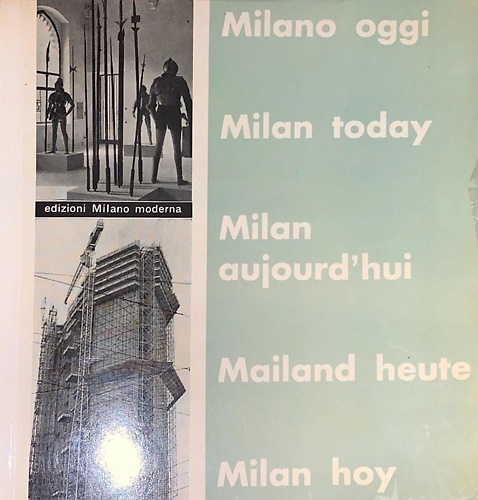 Milano oggi
Milan today
edizioni Milano moderna
Milan
aujourd'hui
Mailand heute
Milan hoy